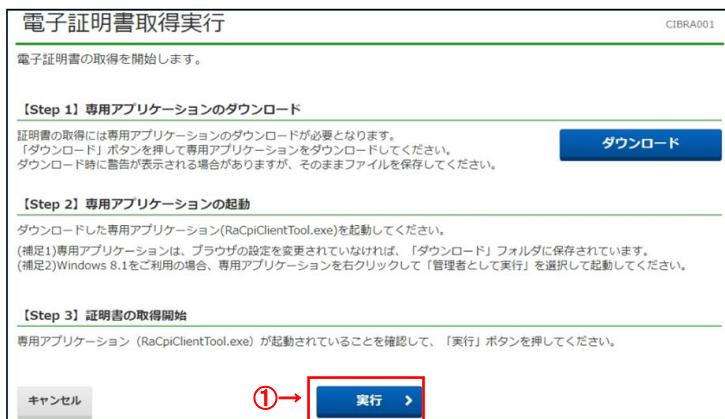 電子証明書取得実行
CIBRA001
電子証明書の取得を開始します。
【Step 1】専用アプリケーションのダウンロード
証明書の取得には専用アプリケーションのダウンロードが必要となります。
「ダウンロード」ボタンを押して専用アプリケーションをダウンロードしてください。
ダウンロード時に警告が表示される場合がありますが、そのままファイルを保存してください。
ダウンロード
【Step 2】専用アプリケーションの起動
ダウンロードした専用アプリケーション(RaCpiClientTool.exe)を起動してください。
(補足1)専用アプリケーションは、ブラウザの設定を変更されていなければ、「ダウンロード」フォルダに保存されています。
(補足2)Windows 8.1をご利用の場合、専用アプリケーションを右クリックして「管理者として実行」を選択して起動してください。
【Step 3】証明書の取得開始
専用アプリケーション（RaCpiClientTool.exe）が起動されていることを確認して、「実行」ボタンを押してください。
キャンセル
①→
実行